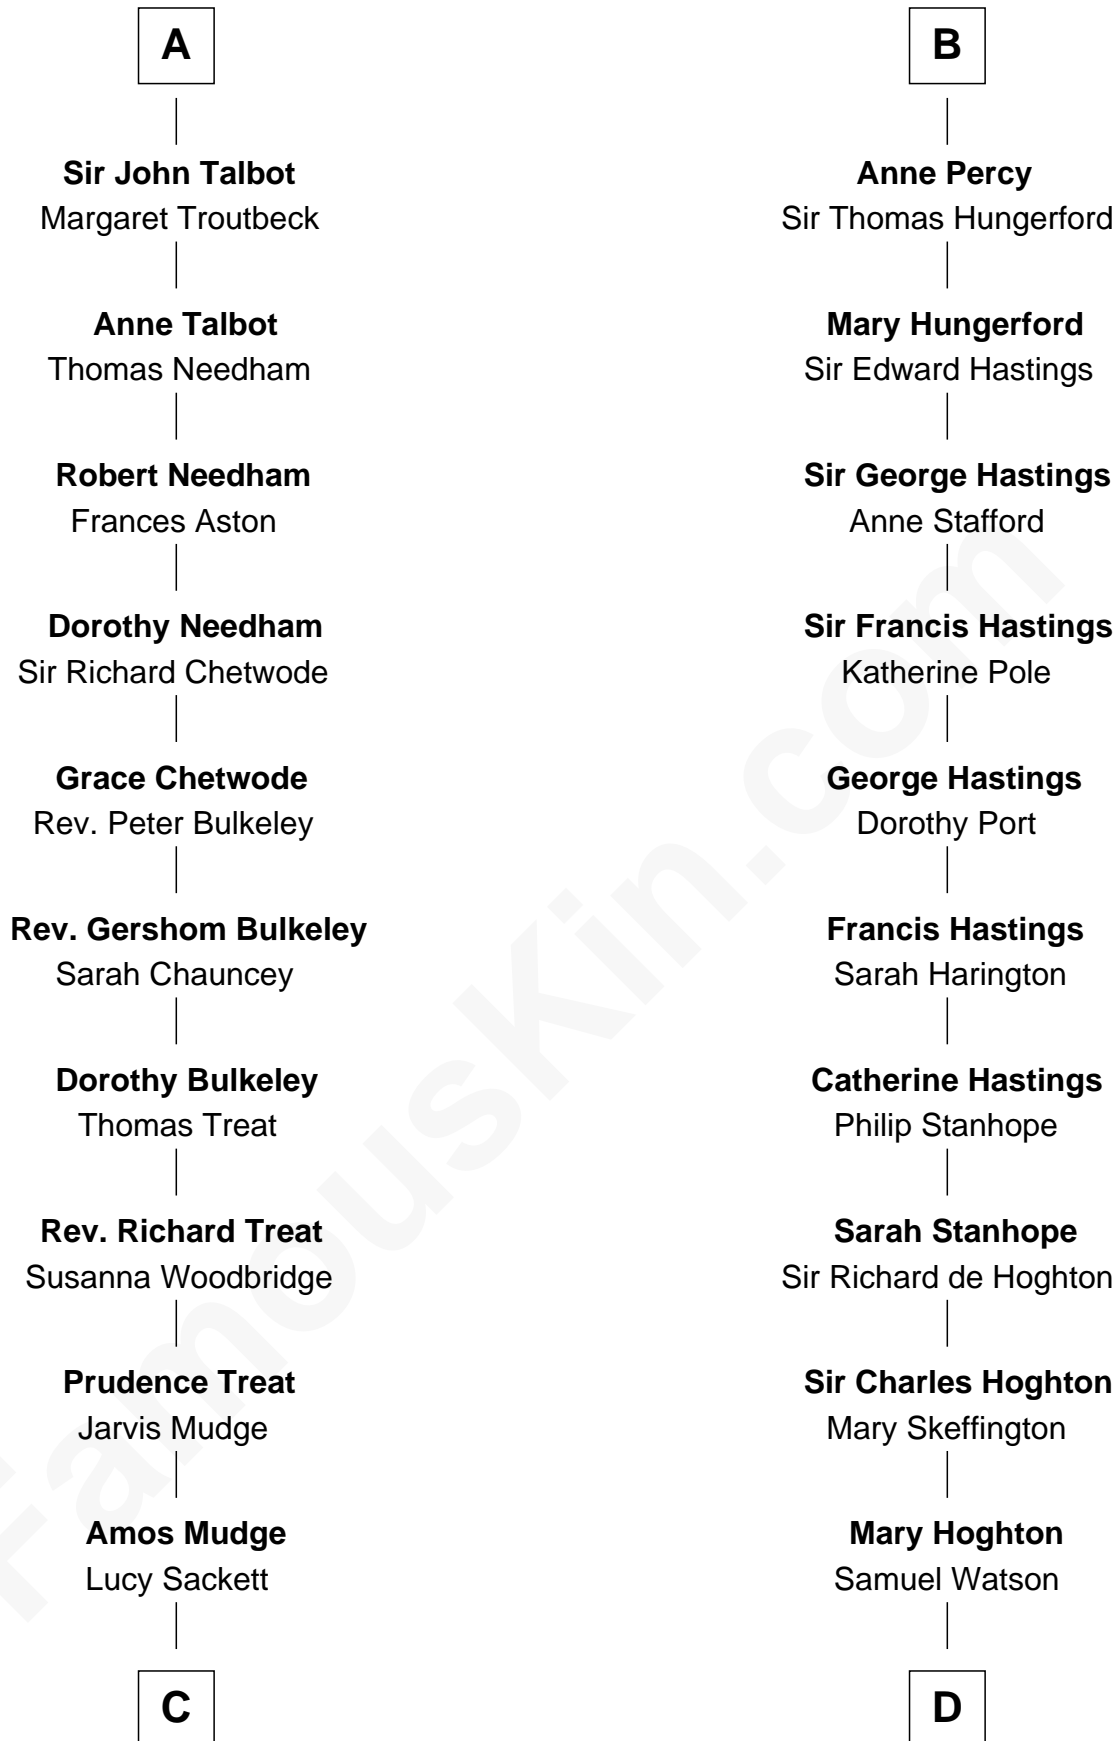 A
Sir John Talbot
Margaret Troutbeck
Anne Talbot
Thomas Needham
Robert Needham
Frances Aston
Dorothy Needham
Sir Richard Chetwode
Grace Chetwode
Rev. Peter Bulkeley
Rev. Gershom Bulkeley
Sarah Chauncey
Dorothy Bulkeley
Thomas Treat
Rev. Richard Treat
Susanna Woodbridge
Prudence Treat
Jarvis Mudge
Amos Mudge
Lucy Sackett
C
B
Anne Percy
Sir Thomas Hungerford
Mary Hungerford
Sir Edward Hastings
Sir George Hastings
Anne Stafford
Sir Francis Hastings
Katherine Pole
George Hastings
Dorothy Port
Francis Hastings
Sarah Harington
Catherine Hastings
Philip Stanhope
Sarah Stanhope
Sir Richard de Hoghton
Sir Charles Hoghton
Mary Skeffington
Mary Hoghton
Samuel Watson
D
FamousKin.com